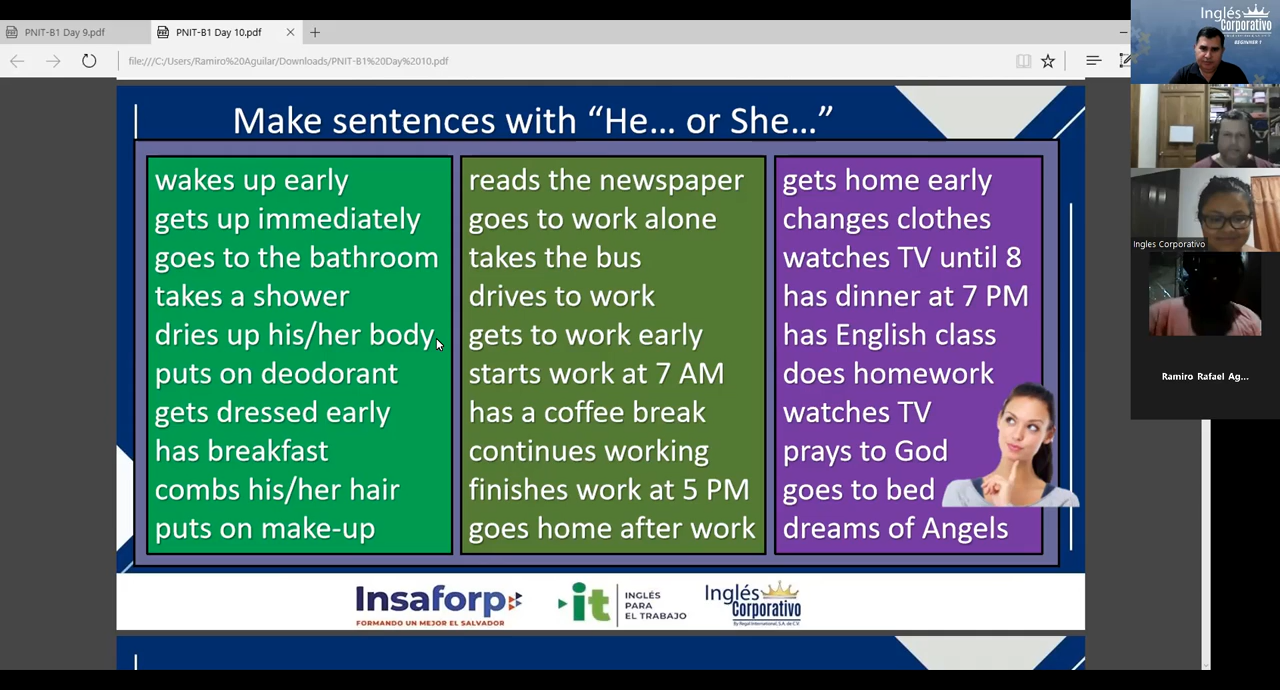 PNIT-B1 Day 9.pdf
PNIT-B1 Day 10.pdf
file:///C:/Users/Ramiro%20Aguilar/Downloads/PNIT-B1%20Day%2010.pdf
Make sentences with “He... or She...”
wakes up early
gets up immediately
goes to the bathroom
takes a shower
dries up his/her body
puts on deodorant
gets dressed early
has breakfast
combs his/her hair
puts on make-up
reads the newspaper
goes to work alone
takes the bus
drives to work
gets to work early
starts work at 7 AM
has a coffee break
continues working
finishes work at 5 PM
goes home after work
gets home early
changes clothes
watches TV until 8
has dinner at 7 PM
has English class
does homework
watches TV
prays to God
goes to bed
dreams of Angels
Insaforp
FORMANDO UN MEJOR EL SALVADOR
it
INGLÉS
PARA
EL TRABAJO
Inglés
Corporativo
By Regal International, S.A. de C.V.
Inglés
Corporativo
BEGINNER 1
Ingles Corporativo
Ramiro Rafael Ag...